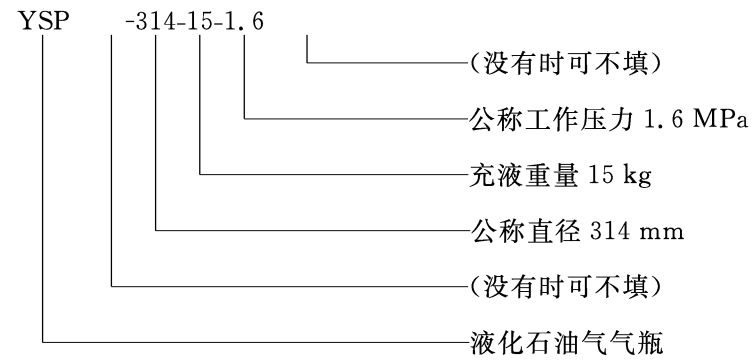 YSP -314-15-1.6
(没有时可不填)
公称工作压力 1.6 MPa
充液重量 15 kg
公称直径 314 mm
(没有时可不填)
液化石油气气瓶